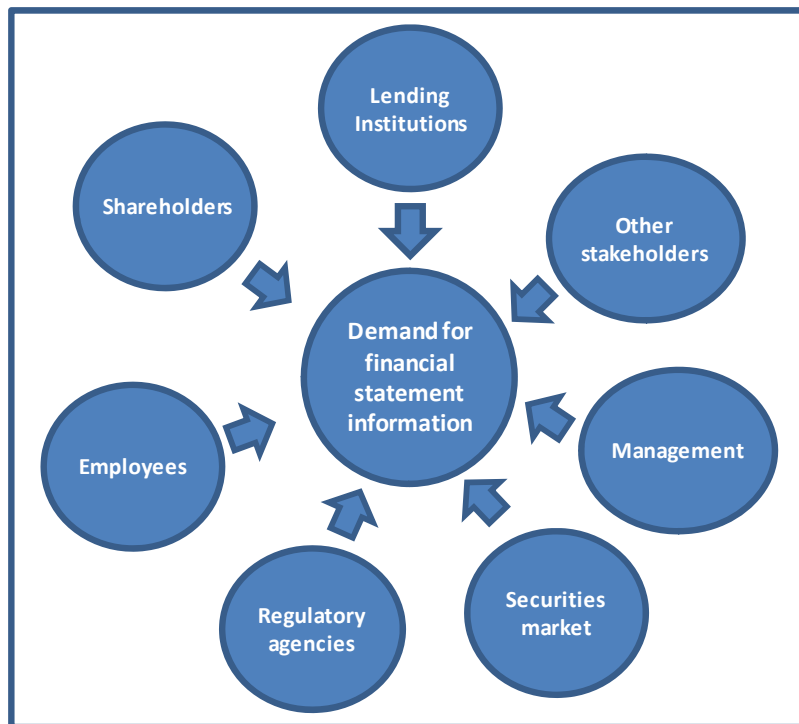 Lending
Institutions
Shareholders
Other
stakeholders
Demand for
financial
statement
information
Management
Employees
Securities
market
Regulatory
agencies